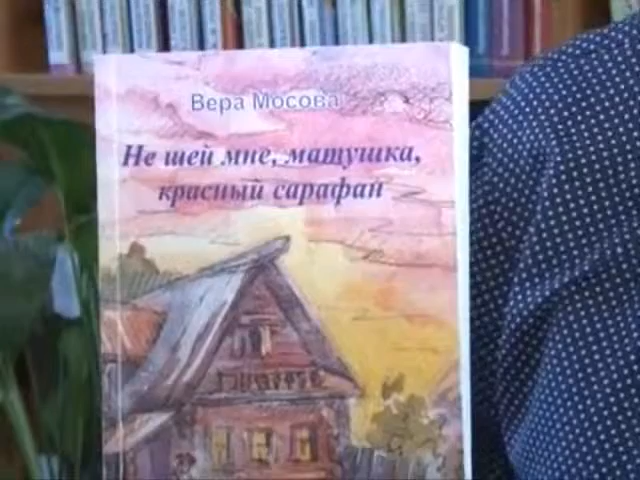 Вера Мосова
Не шей мне, матушка,
красный сарафан